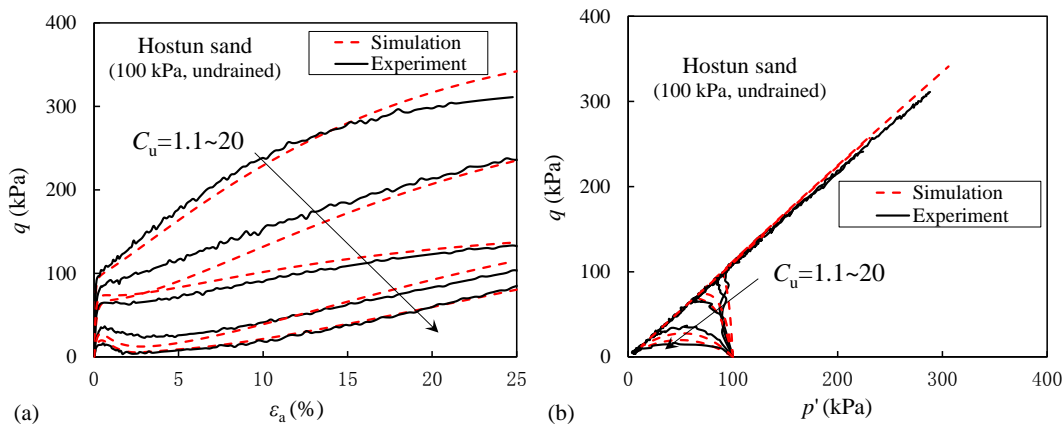 400
300
200
100
0
q (kPa)
Hostun sand
(100 kPa, undrained)
Simulation
Experiment
Cu=1.1~20
0
5
10
15
20
25
εa (%)
(a)
400
300
200
100
0
q (kPa)
Hostun sand
(100 kPa, undrained)
Simulation
Experiment
Cu=1.1~20
0
100
200
300
400
p' (kPa)
(b)